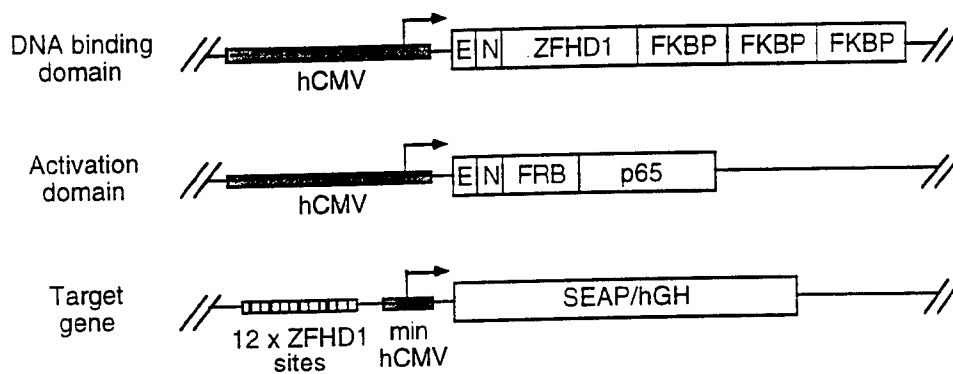 DNA binding
domain
hCMV
E N ZFHD1 FKBP FKBP FKBP
Activation
domain
hCMV
E N FRB p65
Target
gene
12 x ZFHD1
sites
min
hCMV
SEAP/hGH